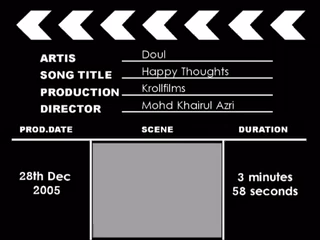 ARTIS Doul
SONG TITLE Happy Thoughts
PRODUCTION Krollfilms
DIRECTOR Mohd Khairul Azri
PROD.DATE SCENE DURATION
28th Dec 3 minutes
2005 58 seconds